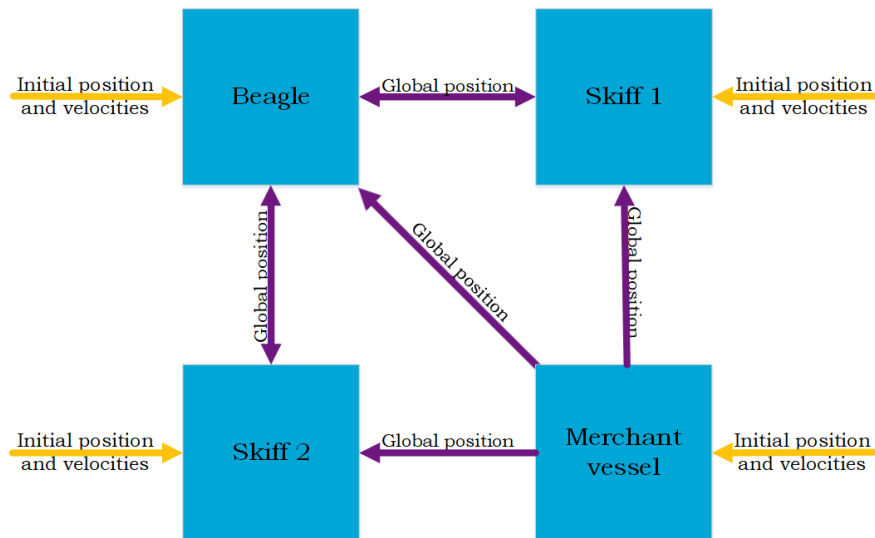 Initial position
and velocities
Beagle
Global position
Skiff 1
Initial position
and velocities
Global position
Global position
Global position
Initial position
and velocities
Skiff 2
Global position
Merchant
vessel
Initial position
and velocities